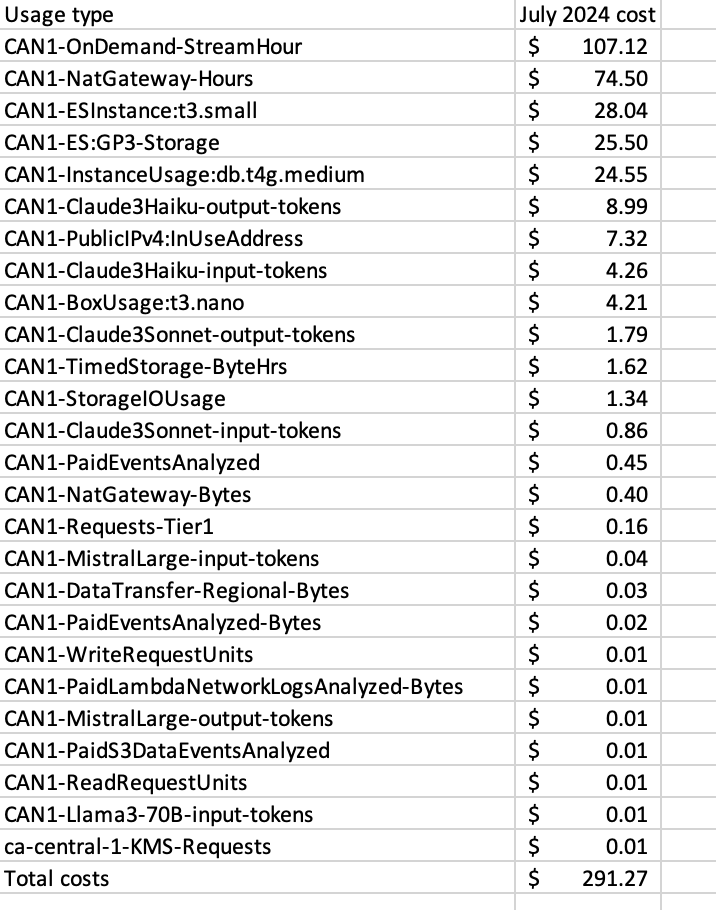 Usage type July 2024 cost
CAN1-OnDemand-StreamHour $ 107.12
CAN1-NatGateway-Hours $ 74.50
CAN1-ESInstance:t3.small $ 28.04
CAN1-ES:GP3-Storage $ 25.50
CAN1-InstanceUsage:db.t4g.medium $ 24.55
CAN1-Claude3Haiku-output-tokens $ 8.99
CAN1-PublicIPv4:InUseAddress $ 7.32
CAN1-Claude3Haiku-input-tokens $ 4.26
CAN1-BoxUsage:t3.nano $ 4.21
CAN1-Claude3Sonnet-output-tokens $ 1.79
CAN1-TimedStorage-ByteHrs $ 1.62
CAN1-StorageIOUsage $ 1.34
CAN1-Claude3Sonnet-input-tokens $ 0.86
CAN1-PaidEventsAnalyzed $ 0.45
CAN1-NatGateway-Bytes $ 0.40
CAN1-Requests-Tier1 $ 0.16
CAN1-MistralLarge-input-tokens $ 0.04
CAN1-DataTransfer-Regional-Bytes $ 0.03
CAN1-PaidEventsAnalyzed-Bytes $ 0.02
CAN1-WriteRequestUnits $ 0.01
CAN1-PaidLambdaNetworkLogsAnalyzed-Bytes $ 0.01
CAN1-MistralLarge-output-tokens $ 0.01
CAN1-PaidS3DataEventsAnalyzed $ 0.01
CAN1-ReadRequestUnits $ 0.01
CAN1-Llama3-70B-input-tokens $ 0.01
ca-central-1-KMS-Requests $ 0.01
Total costs $ 291.27